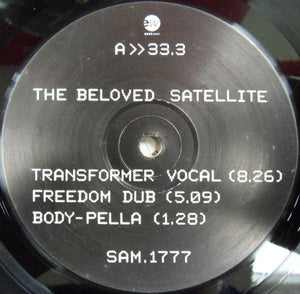 A>>33.3
THE BELOVED SATELLITE
TRANSFORMER VOCAL (8.26)
FREEDOM DUB (5.09)
BODY-PELLA (1.28)
SAM.1777